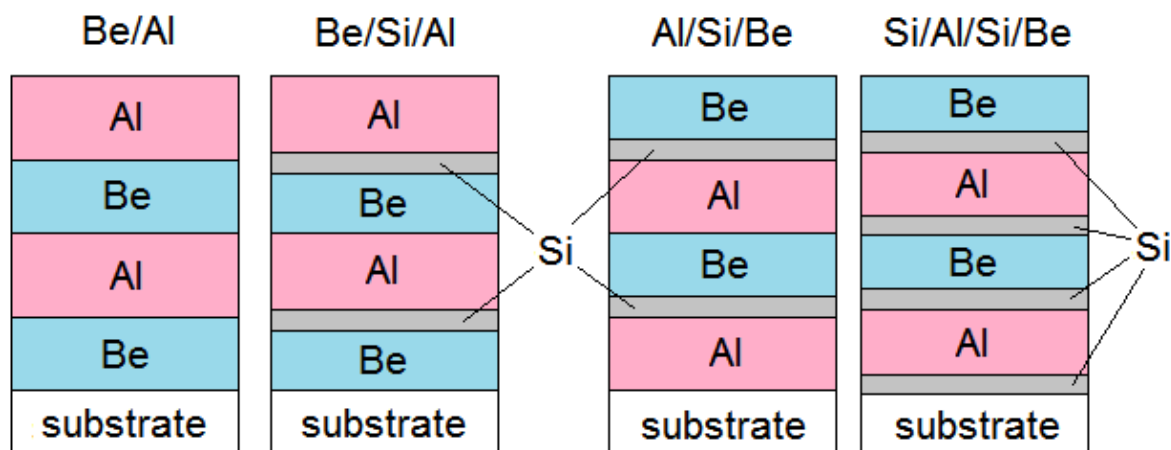 Be/Al Be/Si/Al Al/Si/Be Si/Al/Si/Be
Al Al Be Be
Be Be Al Al
Si Si
Al Al Be Be
Be Be Al Al
substrate substrate substrate substrate